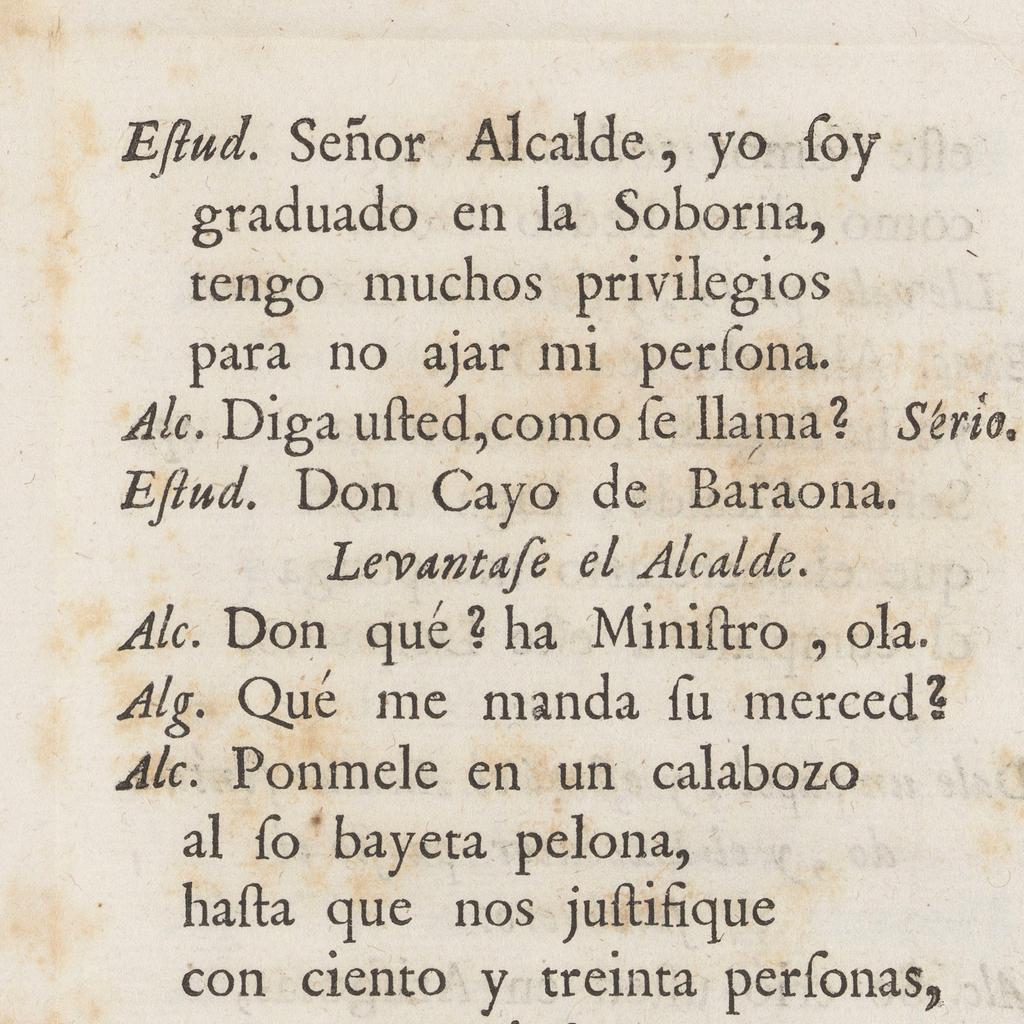 Eſtud. Señor Alcalde, yo ſoy
graduado en la Soborna,
tengo muchos privilegios
para no ajar mi perſona.
Alc. Diga uſted, como ſe llama? Sério.
Eſtud. Don Cayo de Baraona.
Levantaſe el Alcalde.
Alc. Don qué? ha Miniſtro, ola.
Alg. Qué me manda ſu merced?
Alc. Ponmele en un calabozo
al ſo bayeta pelona,
haſta que nos juſtifique
con ciento y treinta perſonas,